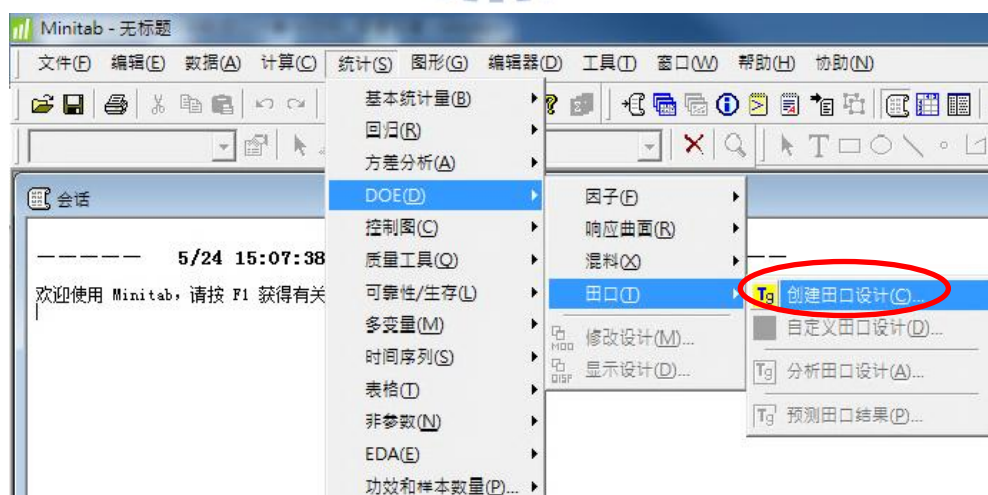 Minitab - 无标题
文件(F) 编辑(E) 数据(A) 计算(C) 统计(S) 图形(G) 编辑器(D) 工具(T) 窗口(W) 帮助(H) 协助(N)
会话
————— 5/24 15:07:38
欢迎使用 Minitab，请按 F1 获得有关
基本统计量(B)
回归(R)
方差分析(A)
DOE(D)
控制图(C)
质量工具(Q)
可靠性/生存(L)
多变量(M)
时间序列(S)
表格(T)
非参数(N)
EDA(E)
功效和样本数量(P)...
因子(F)
响应曲面(R)
混料(X)
田口(T)
修改设计(M)...
显示设计(D)...
创建田口设计(C)...
自定义田口设计(D)...
分析田口设计(A)...
预测田口结果(P)...